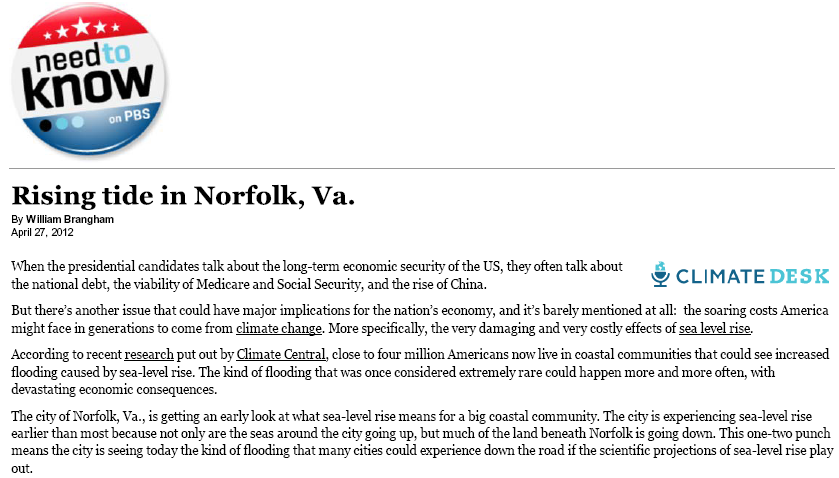 need to
know
on PBS
Rising tide in Norfolk, Va.
By William Brangham
April 27, 2012
When the presidential candidates talk about the long-term economic security of the US, they often talk about
the national debt, the viability of Medicare and Social Security, and the rise of China.
CLIMATE DESK
But there's another issue that could have major implications for the nation's economy, and it's barely mentioned at all:  the soaring costs America
might face in generations to come from climate change. More specifically, the very damaging and very costly effects of sea level rise.
According to recent research put out by Climate Central, close to four million Americans now live in coastal communities that could see increased
flooding caused by sea-level rise. The kind of flooding that was once considered extremely rare could happen more and more often, with
devastating economic consequences.
The city of Norfolk, Va., is getting an early look at what sea-level rise means for a big coastal community. The city is experiencing sea-level rise
earlier than most because not only are the seas around the city going up, but much of the land beneath Norfolk is going down. This one-two punch
means the city is seeing today the kind of flooding that many cities could experience down the road if the scientific projections of sea-level rise play
out.